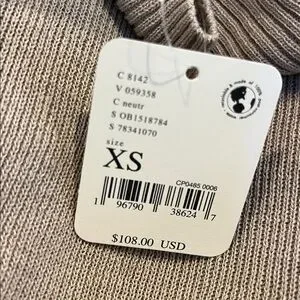 C 8142
V 059358
C neutr
S OB1518784
S 78341070
size
XS
CP0485 0006
1 96790 38624 7
$108.00 USD